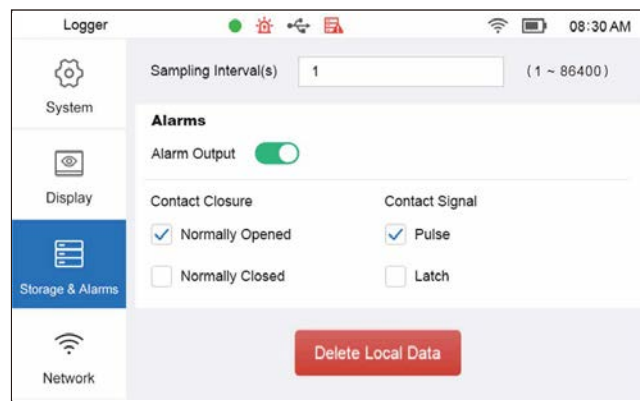 Logger
08:30 AM
System
Display
Storage & Alarms
Network
Sampling Interval(s) 1 (1 ~ 86400)
Alarms
Alarm Output
Contact Closure Contact Signal
Normally Opened Pulse
Normally Closed Latch
Delete Local Data